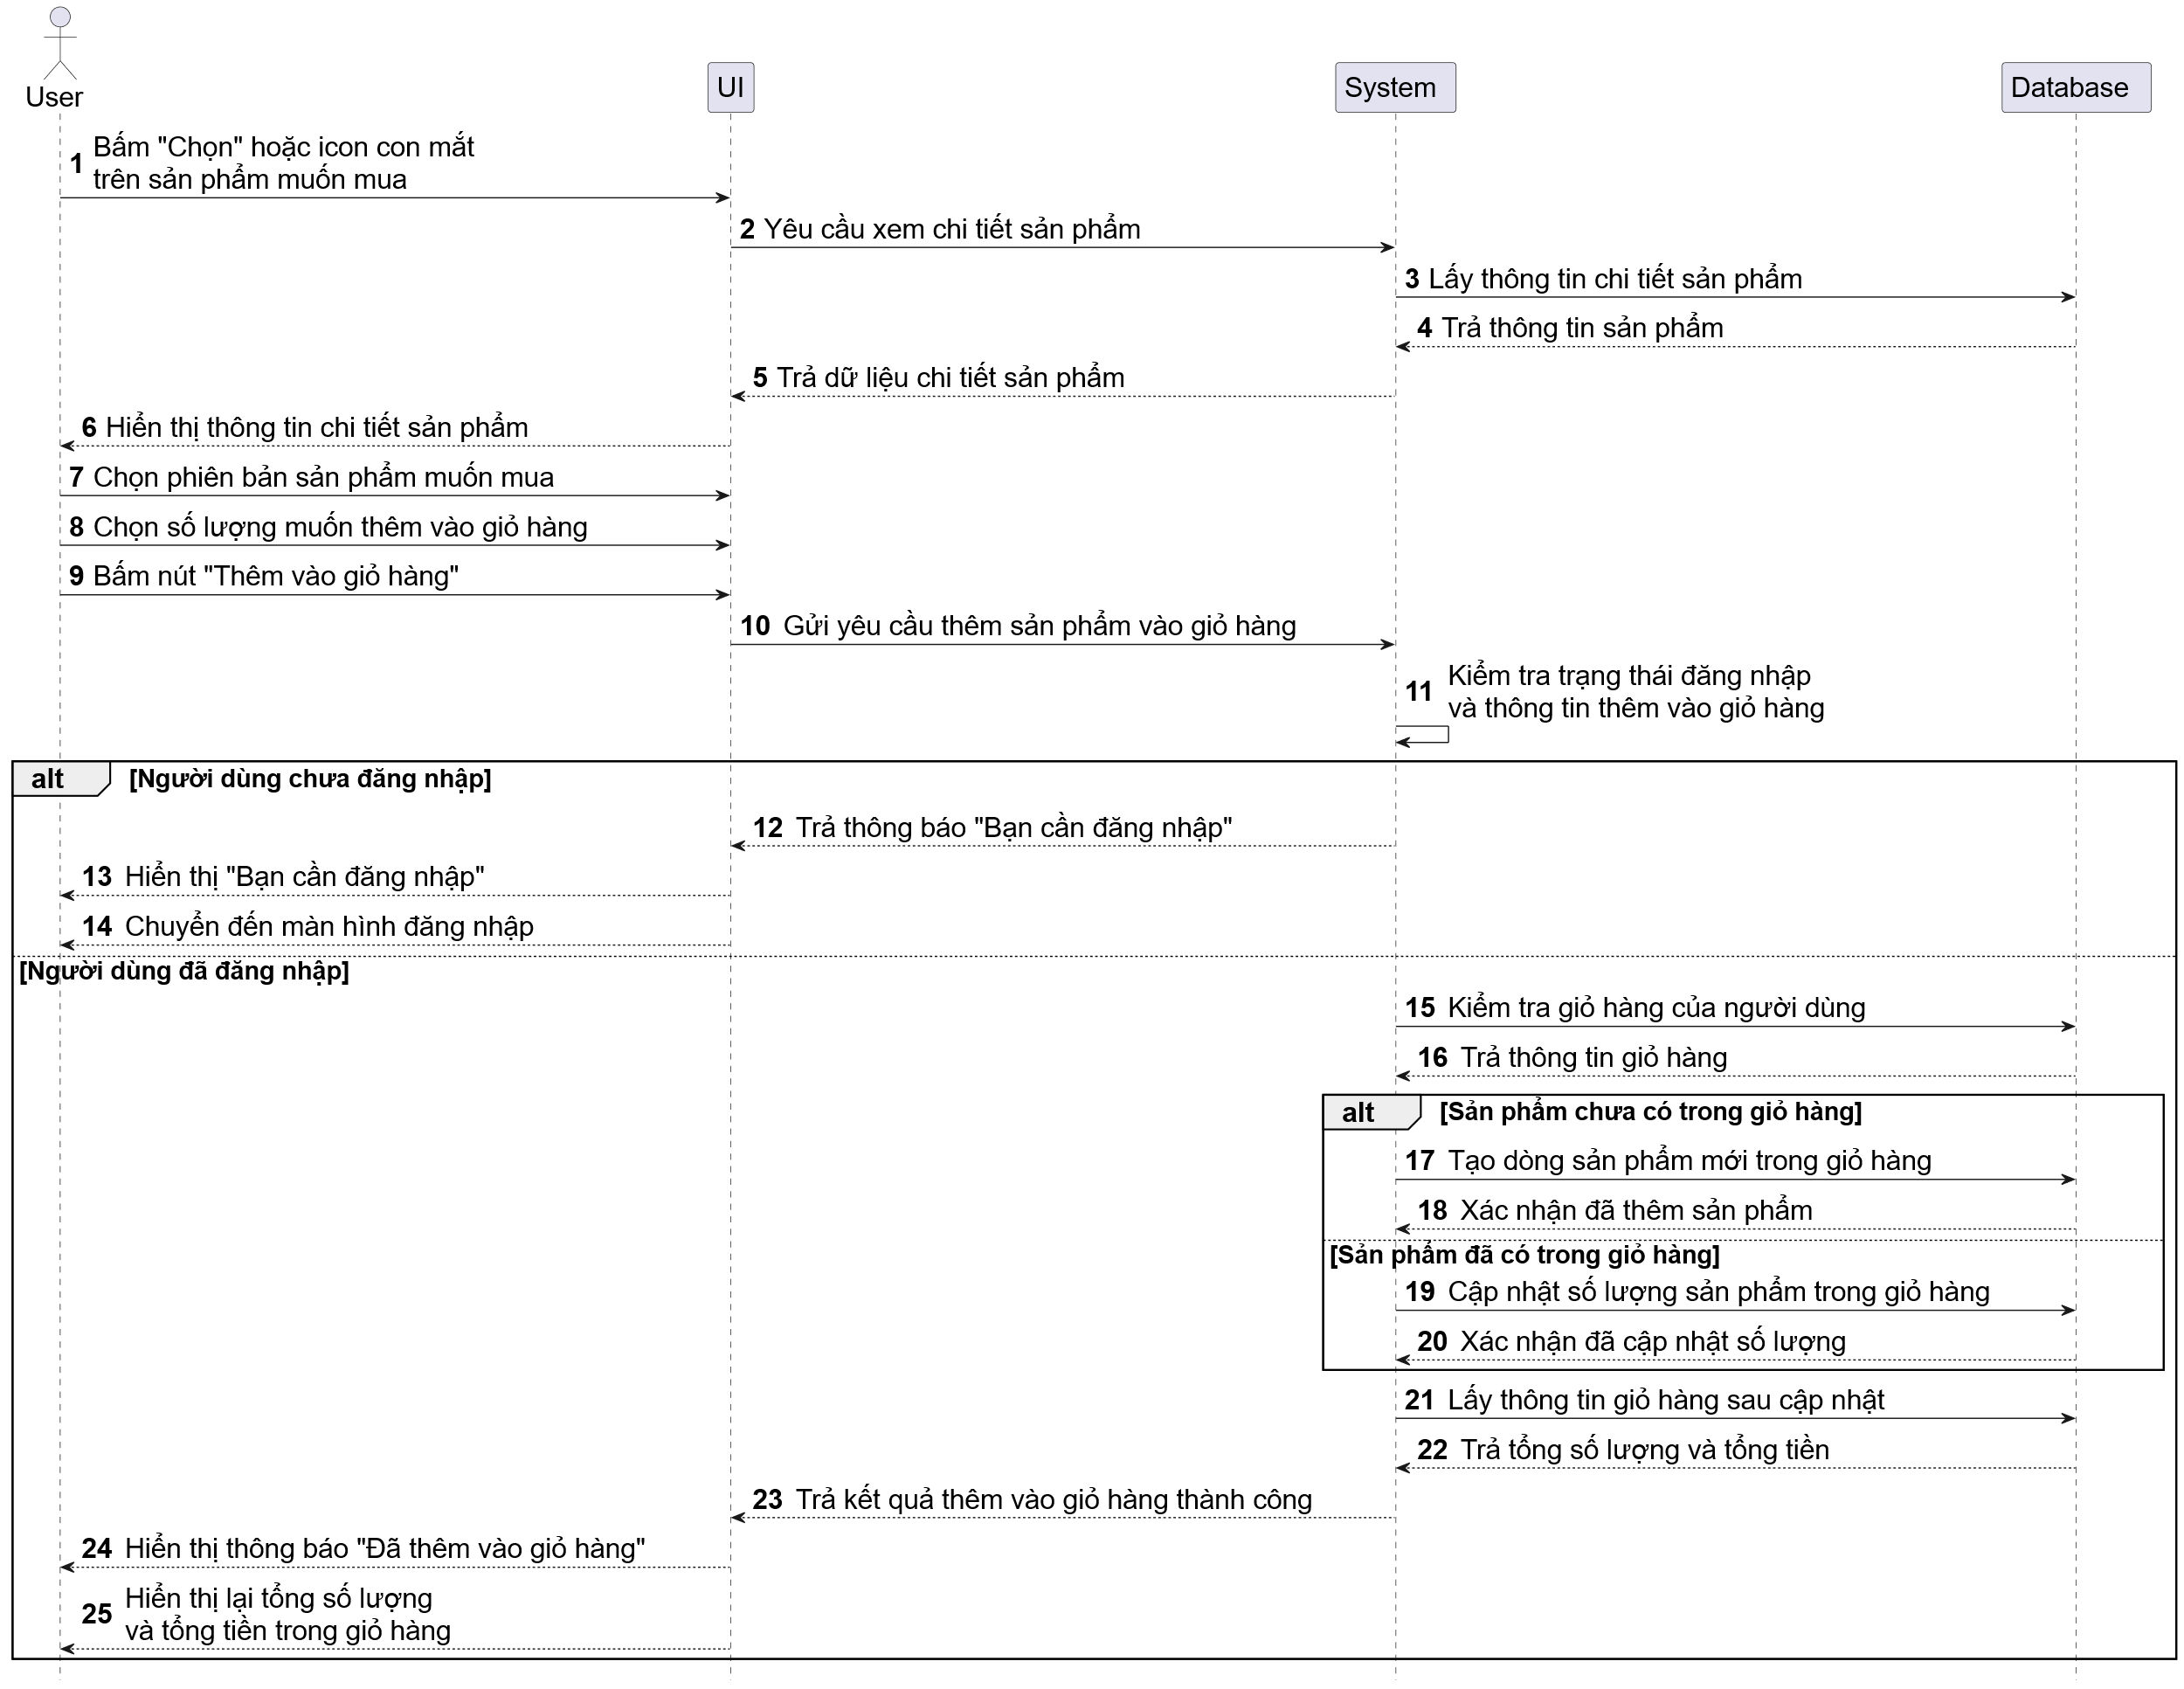 User
UI
System
Database
1 Bấm "Chọn" hoặc icon con mắt
trên sản phẩm muốn mua
2 Yêu cầu xem chi tiết sản phẩm
3 Lấy thông tin chi tiết sản phẩm
4 Trả thông tin sản phẩm
5 Trả dữ liệu chi tiết sản phẩm
6 Hiển thị thông tin chi tiết sản phẩm
7 Chọn phiên bản sản phẩm muốn mua
8 Chọn số lượng muốn thêm vào giỏ hàng
9 Bấm nút "Thêm vào giỏ hàng"
10 Gửi yêu cầu thêm sản phẩm vào giỏ hàng
11 Kiểm tra trạng thái đăng nhập
và thông tin thêm vào giỏ hàng
alt [Người dùng chưa đăng nhập]
12 Trả thông báo "Bạn cần đăng nhập"
13 Hiển thị "Bạn cần đăng nhập"
14 Chuyển đến màn hình đăng nhập
[Người dùng đã đăng nhập]
15 Kiểm tra giỏ hàng của người dùng
16 Trả thông tin giỏ hàng
alt [Sản phẩm chưa có trong giỏ hàng]
17 Tạo dòng sản phẩm mới trong giỏ hàng
18 Xác nhận đã thêm sản phẩm
[Sản phẩm đã có trong giỏ hàng]
19 Cập nhật số lượng sản phẩm trong giỏ hàng
20 Xác nhận đã cập nhật số lượng
21 Lấy thông tin giỏ hàng sau cập nhật
22 Trả tổng số lượng và tổng tiền
23 Trả kết quả thêm vào giỏ hàng thành công
24 Hiển thị thông báo "Đã thêm vào giỏ hàng"
25 Hiển thị lại tổng số lượng
và tổng tiền trong giỏ hàng